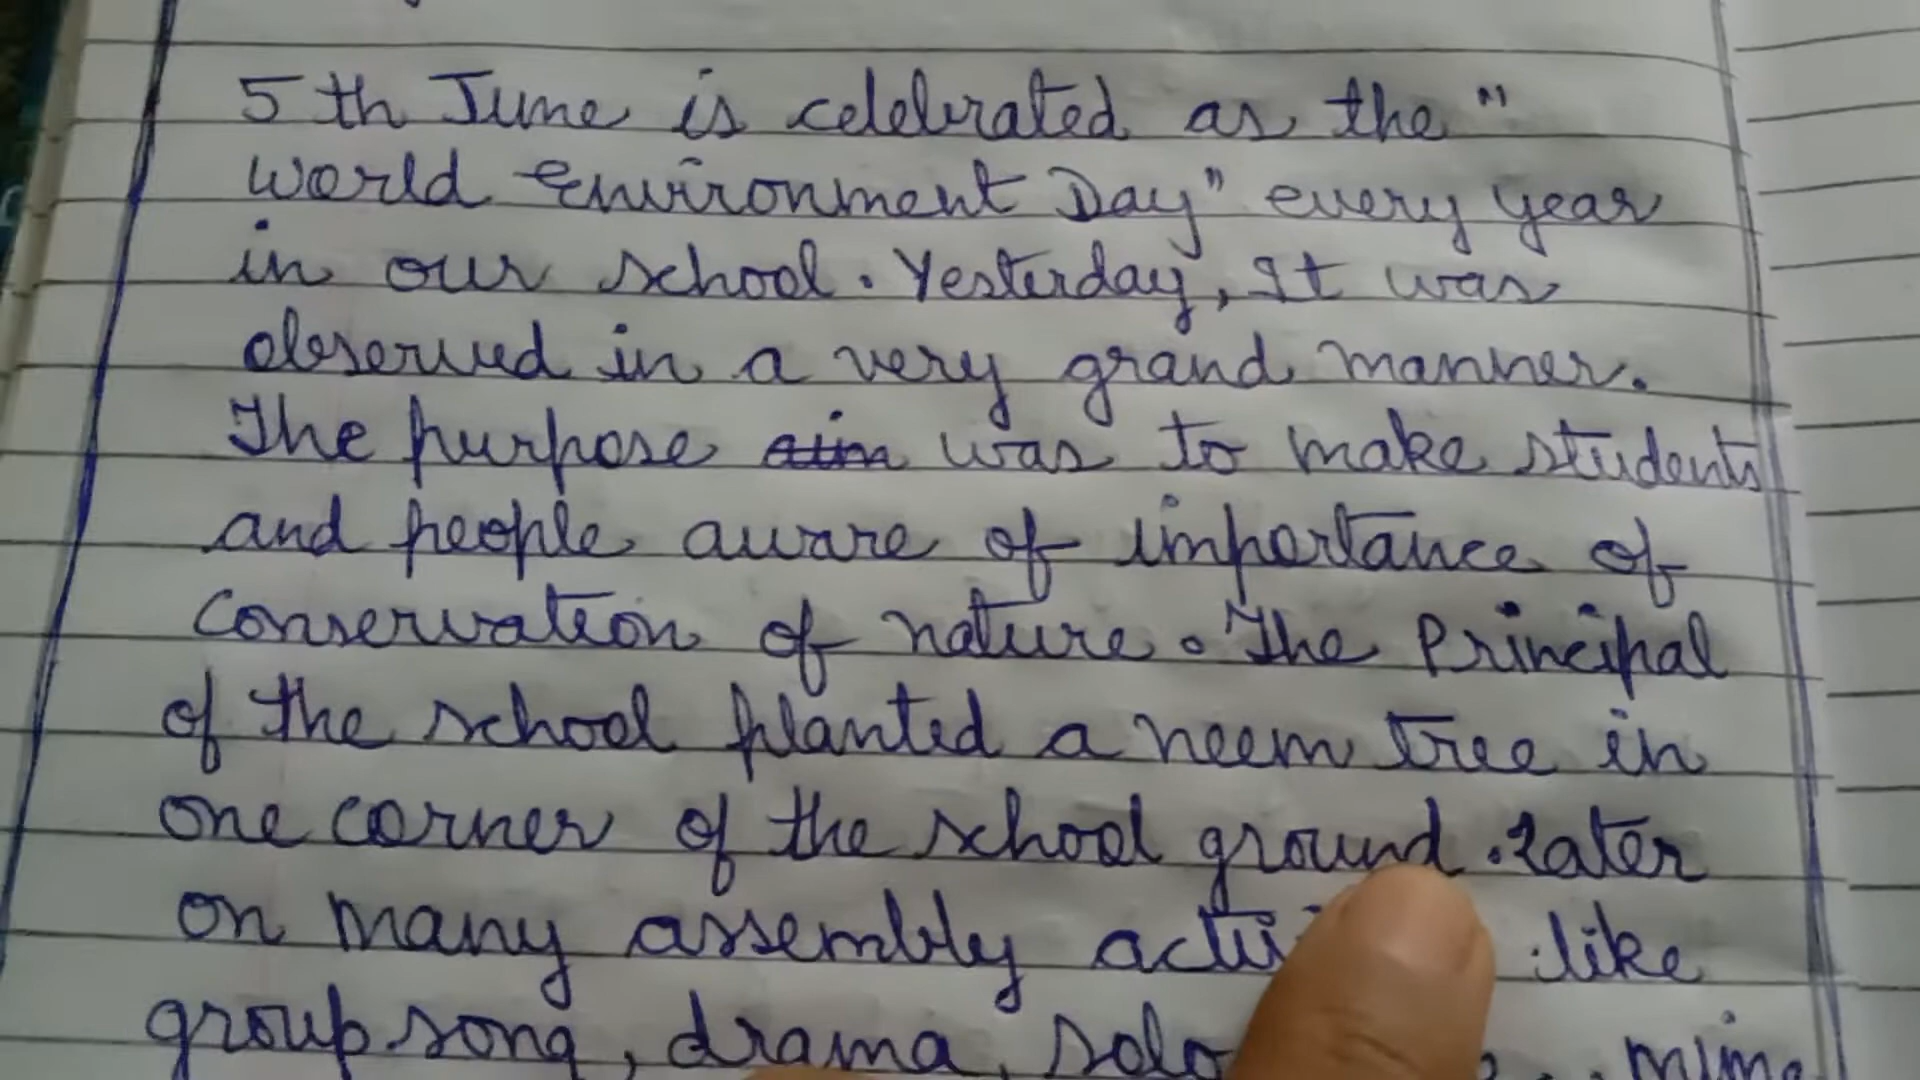 5th June is celebrated as the "
World Environment Day" every year
in our school. Yesterday, It was
observed in a very grand manner.
The purpose aim was to make students
and people aware of importance of
Conservation of nature. The Principal
of the school planted a neem tree in
one corner of the school ground. Later
on many assembly like
group song, drama, solo